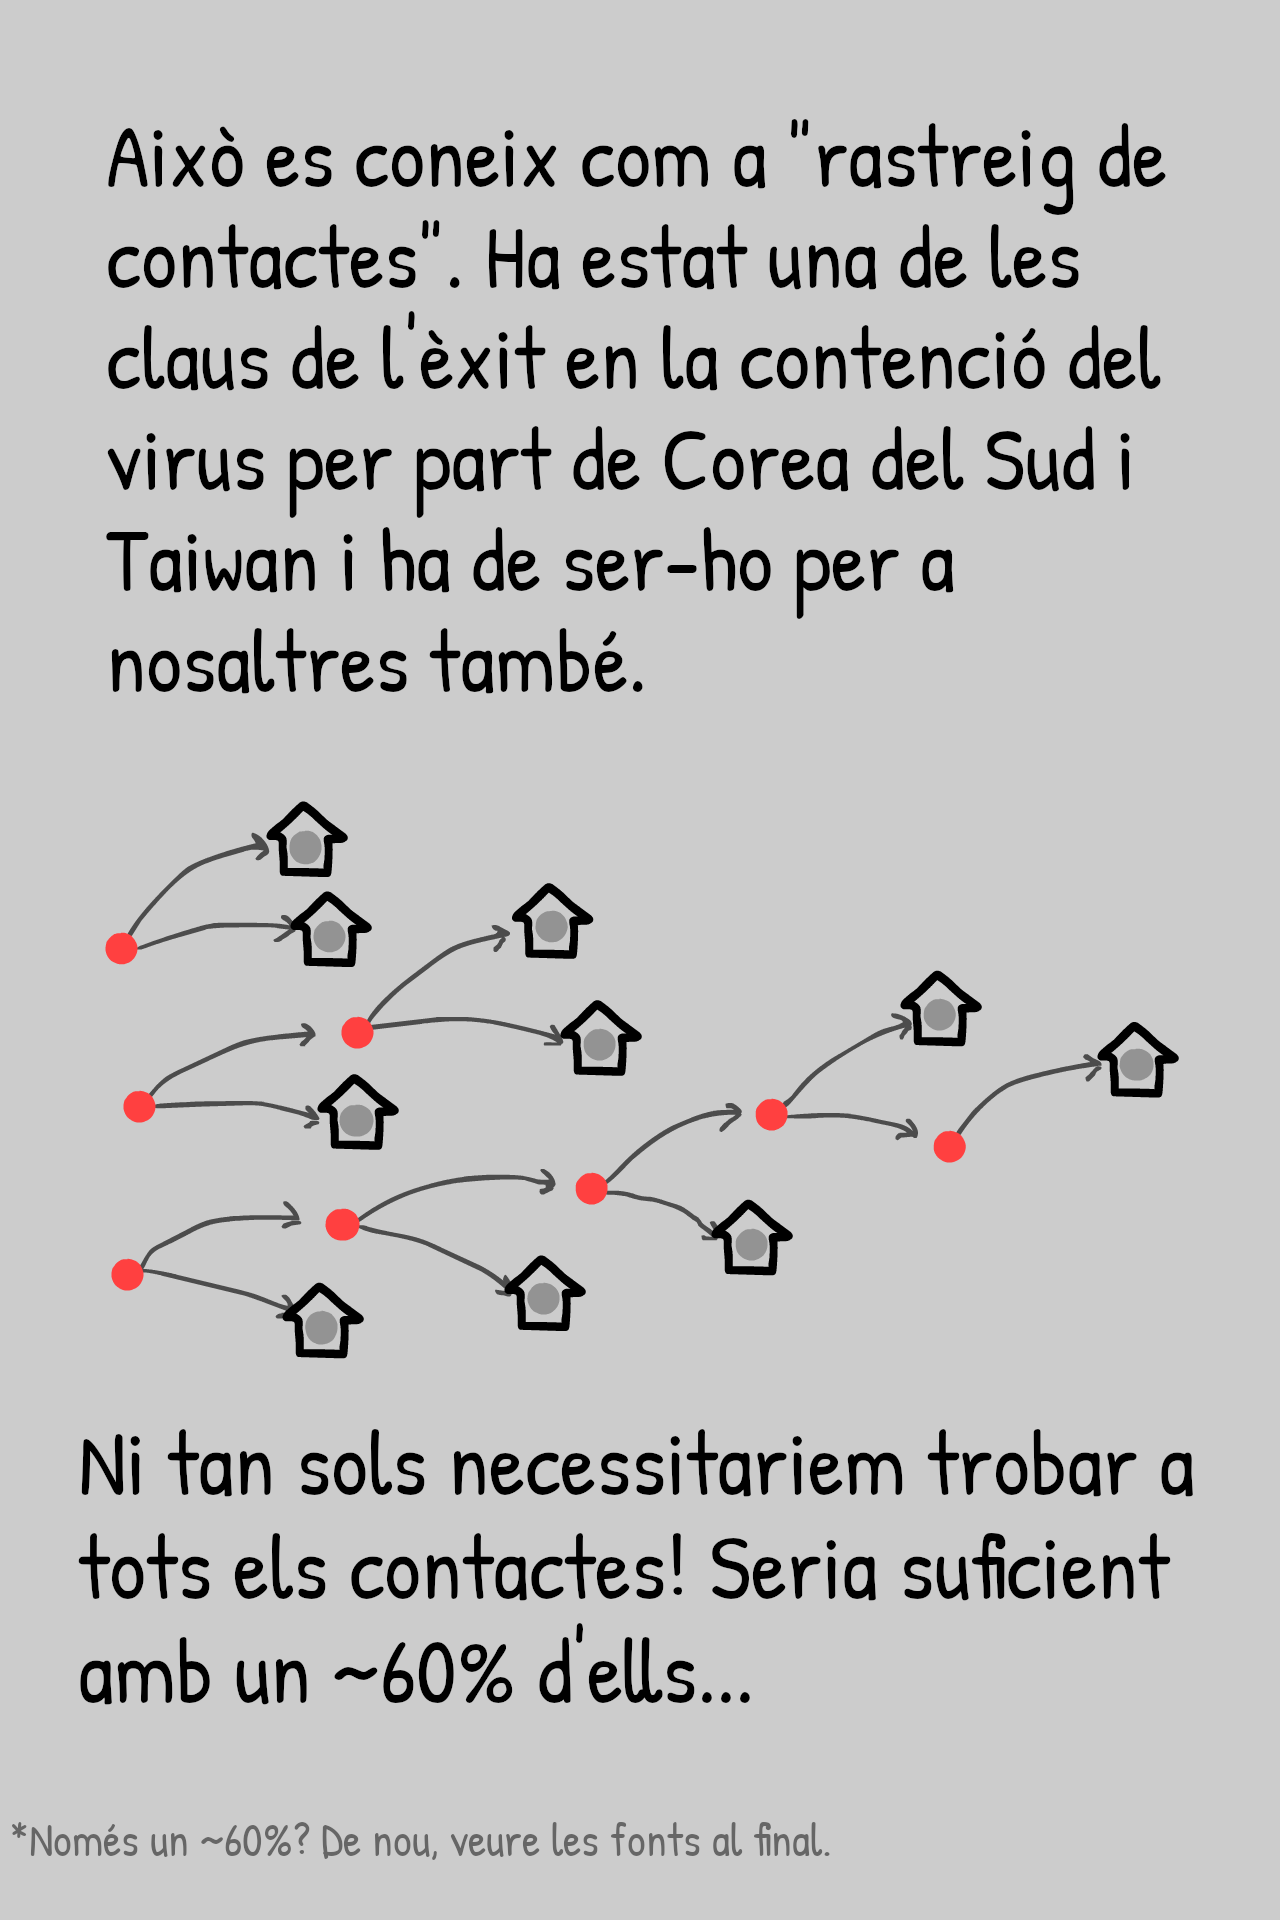 Això es coneix com a "rastreig de
contactes". Ha estat una de les
claus de l'èxit en la contenció del
virus per part de Corea del Sud i
Taiwan i ha de ser-ho per a
nosaltres també.
Ni tan sols necessitariem trobar a
tots els contactes! Seria suficient
amb un ~60% d'ells...
*Només un ~60%? De nou, veure les fonts al final.